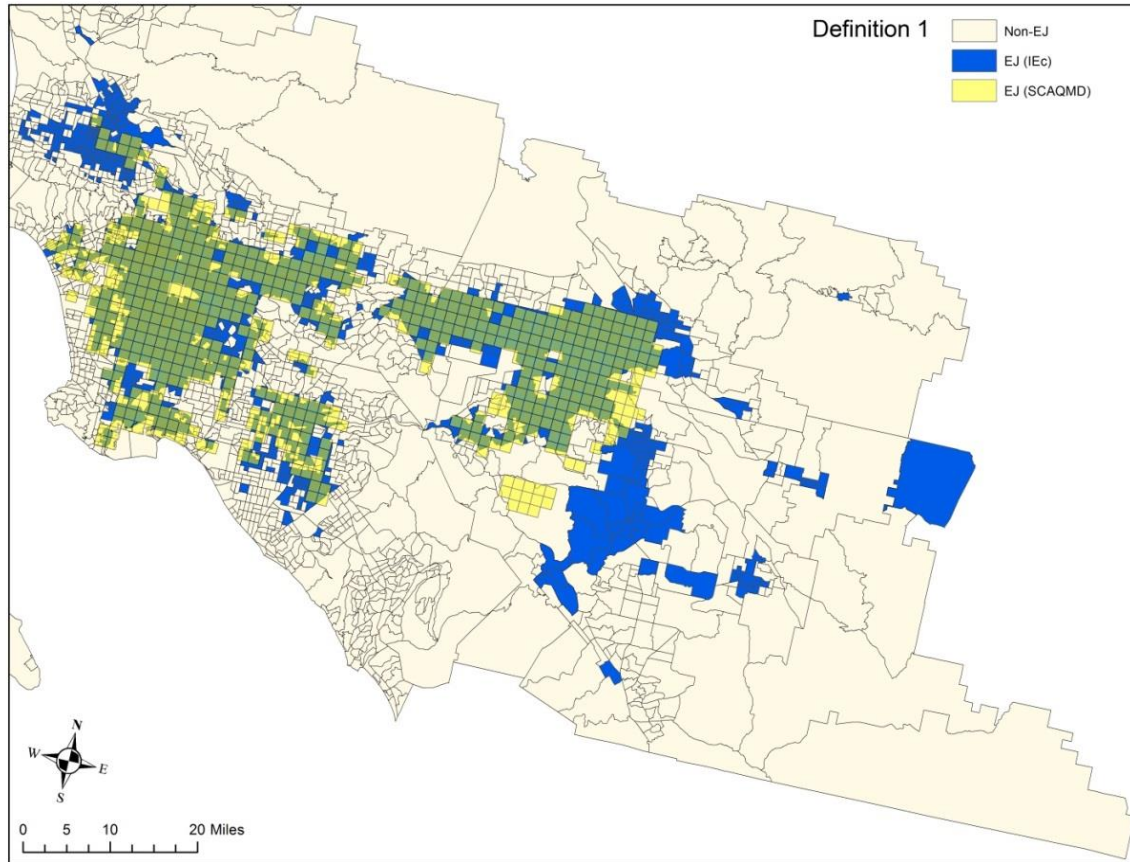 Definition 1
Non-EJ
EJ (IEc)
EJ (SCAQMD)
N
W
E
S
0 5 10 20 Miles